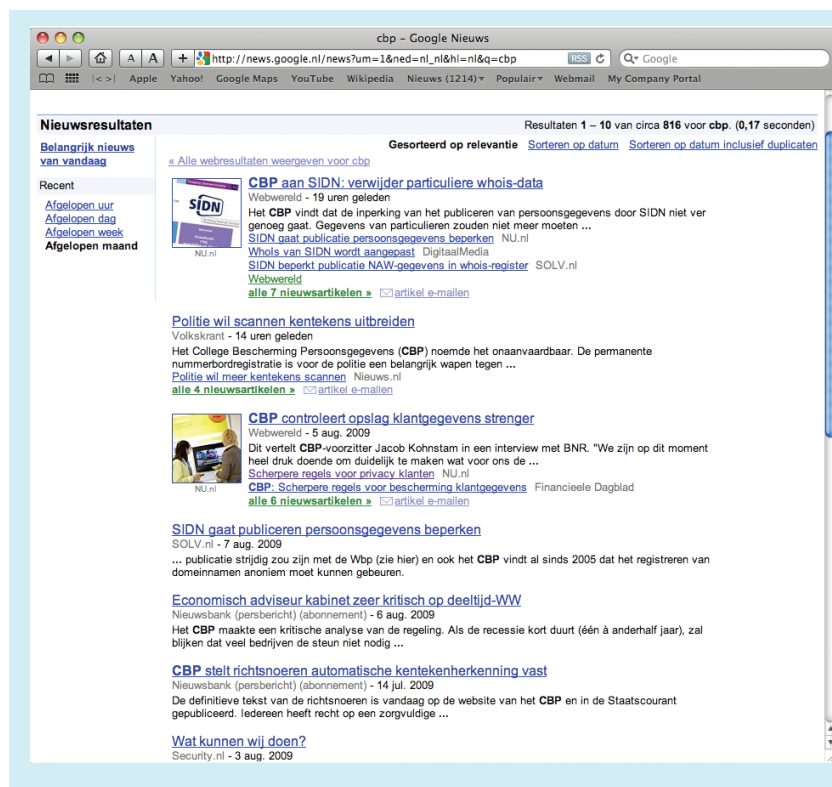 cbp – Google Nieuws
A A + http://news.google.nl/news?um=1&ned=nl_nl&hl=nl&q=cbp RSS Google
|< >| Apple Yahoo! Google Maps YouTube Wikipedia Nieuws (1214) Populair Webmail My Company Portal
Nieuwsresultaten Resultaten 1 – 10 van circa 816 voor cbp. (0,17 seconden)
Belangrijk nieuws
van vandaag
Gesorteerd op relevantie Sorteren op datum Sorteren op datum inclusief duplicaten
« Alle webresultaten weergeven voor cbp
Recent
Afgelopen uur
Afgelopen dag
Afgelopen week
Afgelopen maand
SIDN
NU.nl
CBP aan SIDN: verwijder particuliere whois-data
Webwereld - 19 uren geleden
Het CBP vindt dat de inperking van het publiceren van persoonsgegevens door SIDN niet ver
genoeg gaat. Gegevens van particulieren zouden niet meer moeten ...
SIDN gaat publicatie persoonsgegevens beperken NU.nl
WhoIs van SIDN wordt aangepast DigitaalMedia
SIDN beperkt publicatie NAW-gegevens in whois-register SOLV.nl
Webwereld
alle 7 nieuwsartikelen » artikel e-mailen
Politie wil scannen kentekens uitbreiden
Volkskrant - 14 uren geleden
Het College Bescherming Persoonsgegevens (CBP) noemde het onaanvaardbaar. De permanente
nummerbordregistratie is voor de politie een belangrijk wapen tegen ...
Politie wil meer kentekens scannen Nieuws.nl
alle 4 nieuwsartikelen » artikel e-mailen
NU.nl
CBP controleert opslag klantgegevens strenger
Webwereld - 5 aug. 2009
Dit vertelt CBP-voorzitter Jacob Kohnstam in een interview met BNR. "We zijn op dit moment
heel druk doende om duidelijk te maken wat voor ons de ...
Scherpere regels voor privacy klanten NU.nl
CBP: Scherpere regels voor bescherming klantgegevens Financieele Dagblad
alle 6 nieuwsartikelen » artikel e-mailen
SIDN gaat publiceren persoonsgegevens beperken
SOLV.nl - 7 aug. 2009
... publicatie strijdig zou zijn met de Wbp (zie hier) en ook het CBP vindt al sinds 2005 dat het registreren van
domeinnamen anoniem moet kunnen gebeuren.
Economisch adviseur kabinet zeer kritisch op deeltijd-WW
Nieuwsbank (persbericht) (abonnement) - 6 aug. 2009
Het CBP maakte een kritische analyse van de regeling. Als de recessie kort duurt (één à anderhalf jaar), zal
blijken dat veel bedrijven de steun niet nodig ...
CBP stelt richtsnoeren automatische kentekenherkenning vast
Nieuwsbank (persbericht) (abonnement) - 14 jul. 2009
De definitieve tekst van de richtsnoeren is vandaag op de website van het CBP en in de Staatscourant
gepubliceerd. Iedereen heeft recht op een zorgvuldige ...
Wat kunnen wij doen?
Security.nl - 3 aug. 2009